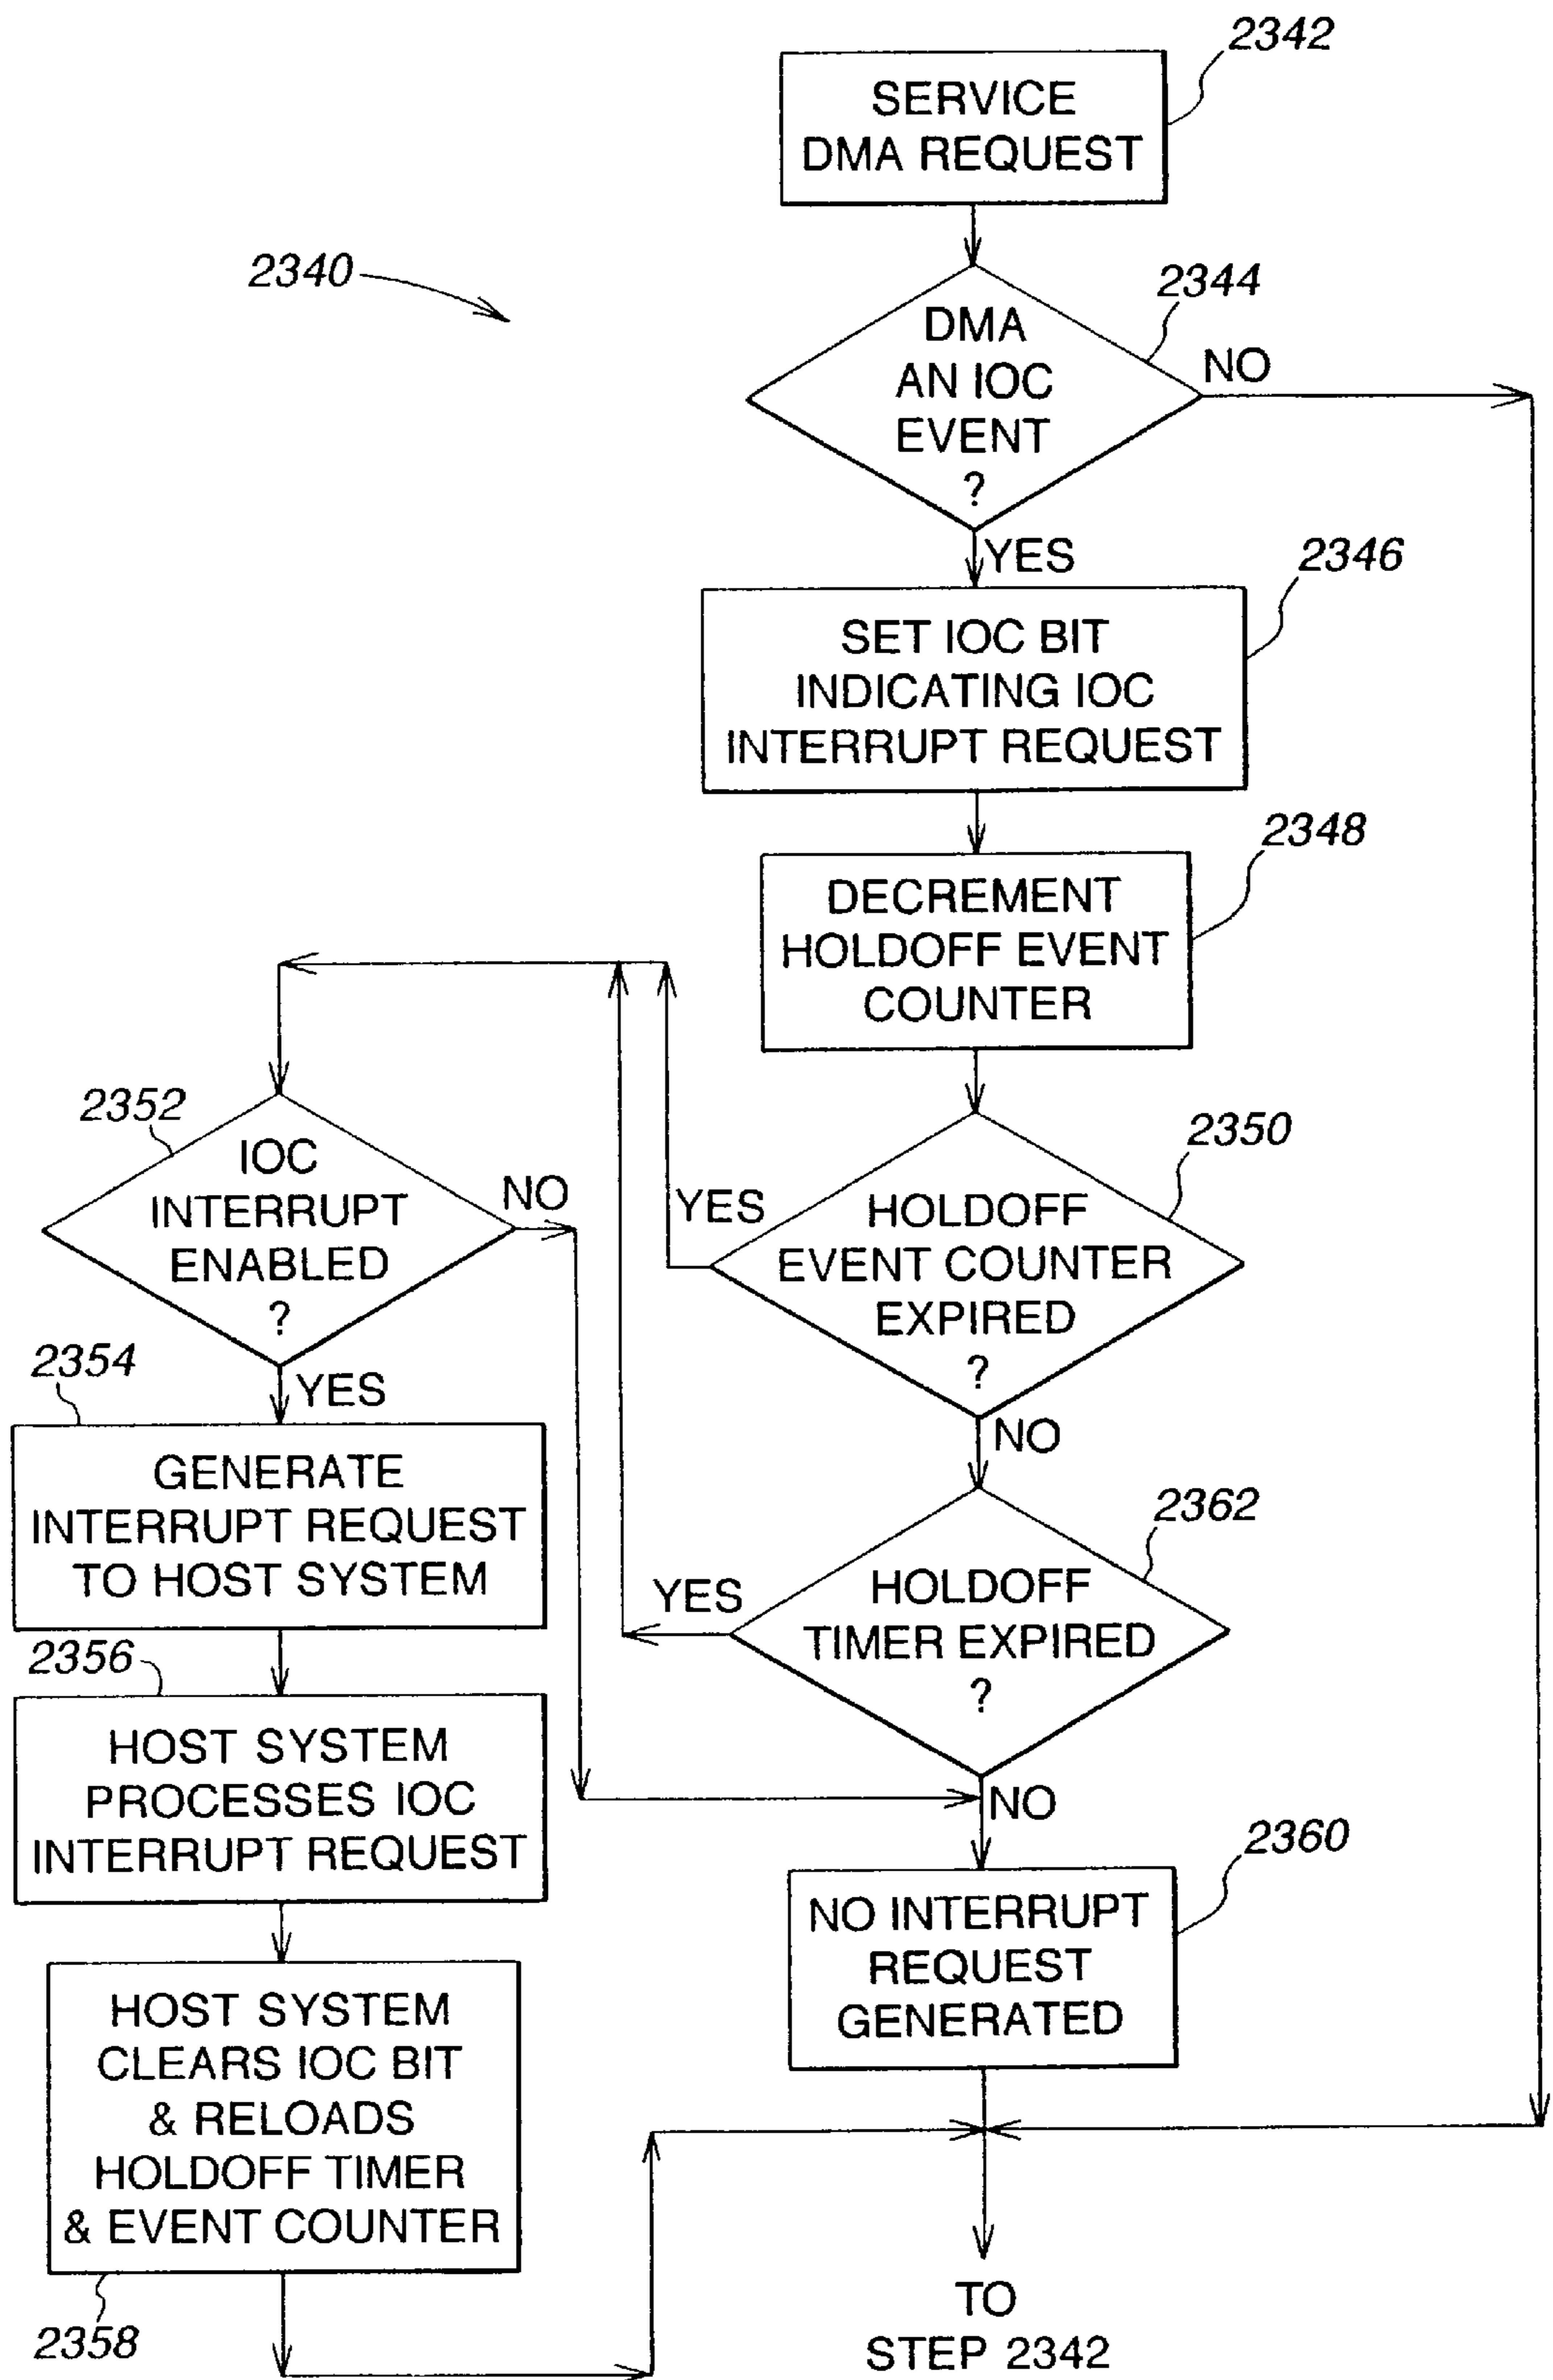 2342
SERVICE
DMA REQUEST
2340
2344
DMA
AN IOC
EVENT
?
NO
YES
2346
SET IOC BIT
INDICATING IOC
INTERRUPT REQUEST
2348
DECREMENT
HOLDOFF EVENT
COUNTER
2350
HOLDOFF
EVENT COUNTER
EXPIRED
?
YES
NO
2352
IOC
INTERRUPT
ENABLED
?
NO
YES
2354
GENERATE
INTERRUPT REQUEST
TO HOST SYSTEM
2362
HOLDOFF
TIMER EXPIRED
?
YES
NO
2356
HOST SYSTEM
PROCESSES IOC
INTERRUPT REQUEST
2360
NO INTERRUPT
REQUEST
GENERATED
HOST SYSTEM
CLEARS IOC BIT
& RELOADS
HOLDOFF TIMER
& EVENT COUNTER
2358
TO
STEP 2342